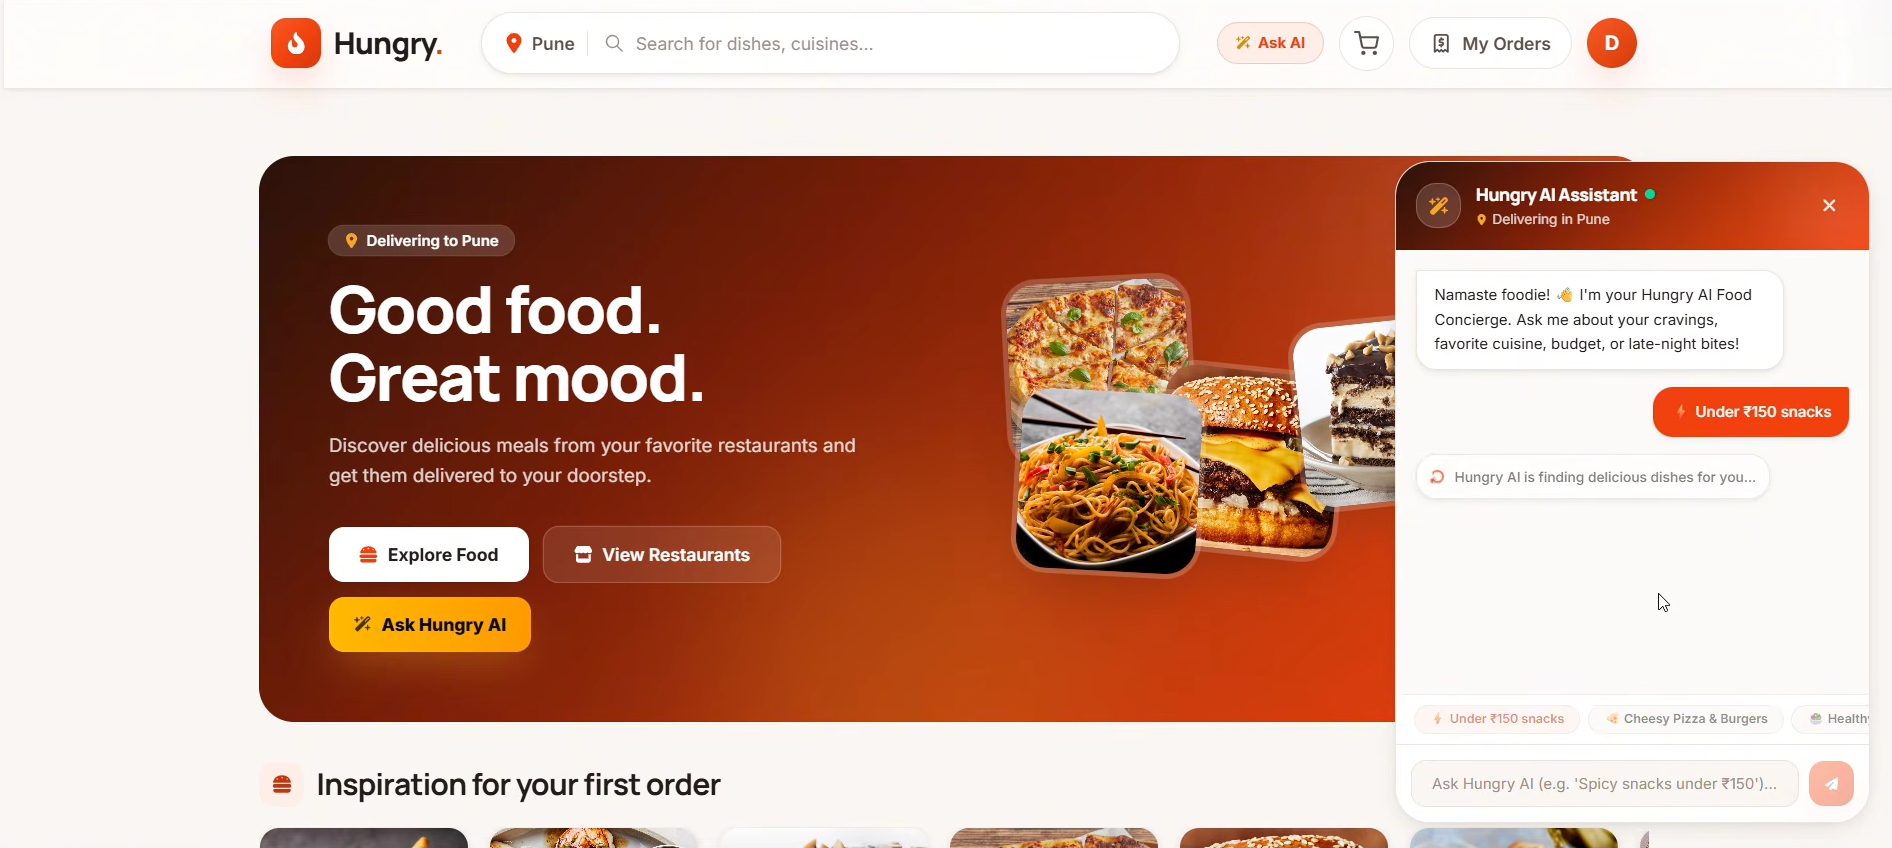 Hungry.
Pune
Search for dishes, cuisines...
Ask AI
My Orders
D
Delivering to Pune
Good food.
Great mood.
Discover delicious meals from your favorite restaurants and
get them delivered to your doorstep.
Explore Food
View Restaurants
Ask Hungry AI
Inspiration for your first order
Hungry AI Assistant
Delivering in Pune
Namaste foodie! 👋 I'm your Hungry AI Food
Concierge. Ask me about your cravings,
favorite cuisine, budget, or late-night bites!
Under ₹150 snacks
Hungry AI is finding delicious dishes for you...
Under ₹150 snacks
Cheesy Pizza & Burgers
Healthy
Ask Hungry AI (e.g. 'Spicy snacks under ₹150')...